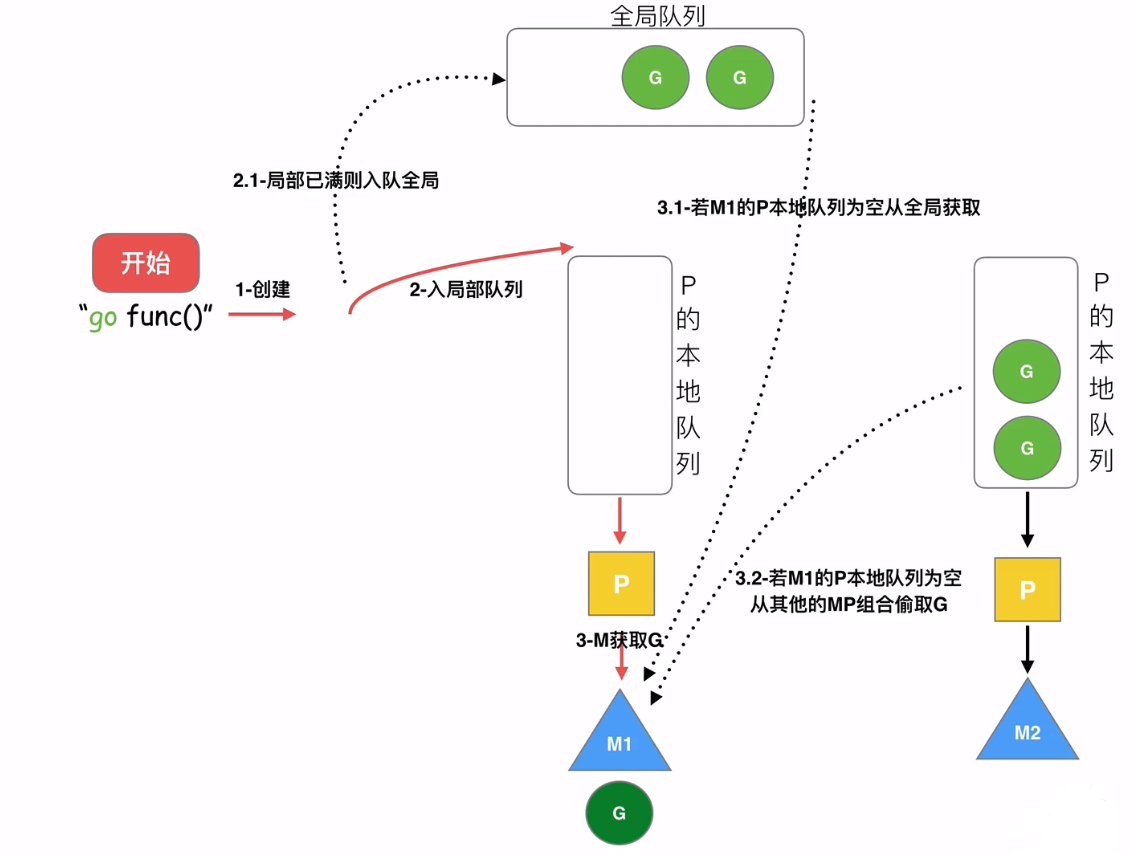 全局队列
G G
2.1-局部已满则入队全局
3.1-若M1的P本地队列为空从全局获取
开始
1-创建
2-入局部队列
“go func()”
P的本地队列
P的本地队列
G
G
P
3.2-若M1的P本地队列为空
从其他的MP组合偷取G
P
3-M获取G
M1
M2
G